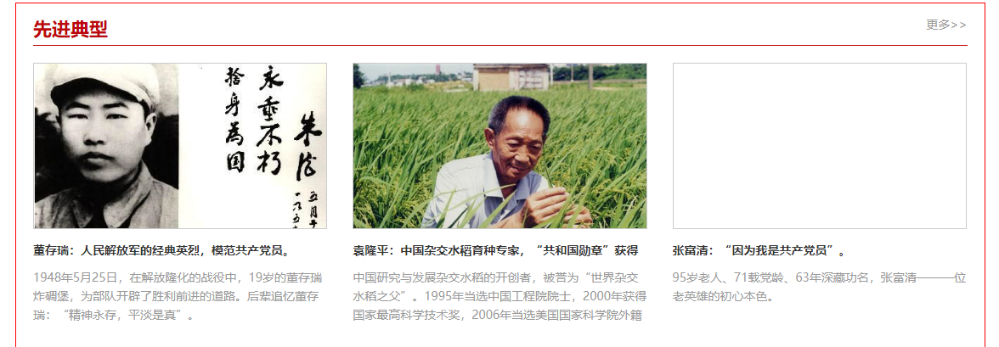 先进典型
更多>>
永垂不朽
捨身為国
朱德
董存瑞：人民解放军的经典英烈，模范共产党员。
1948年5月25日，在解放隆化的战役中，19岁的董存瑞
炸碉堡，为部队开辟了胜利前进的道路。后辈追忆董存
瑞：“精神永存，平淡是真”。
袁隆平：中国杂交水稻育种专家，“共和国勋章”获得
中国研究与发展杂交水稻的开创者，被誉为“世界杂交
水稻之父”。1995年当选中国工程院院士，2000年获得
国家最高科学技术奖，2006年当选美国国家科学院外籍
张富清：“因为我是共产党员”。
95岁老人、71载党龄、63年深藏功名，张富清———一位
老英雄的初心本色。